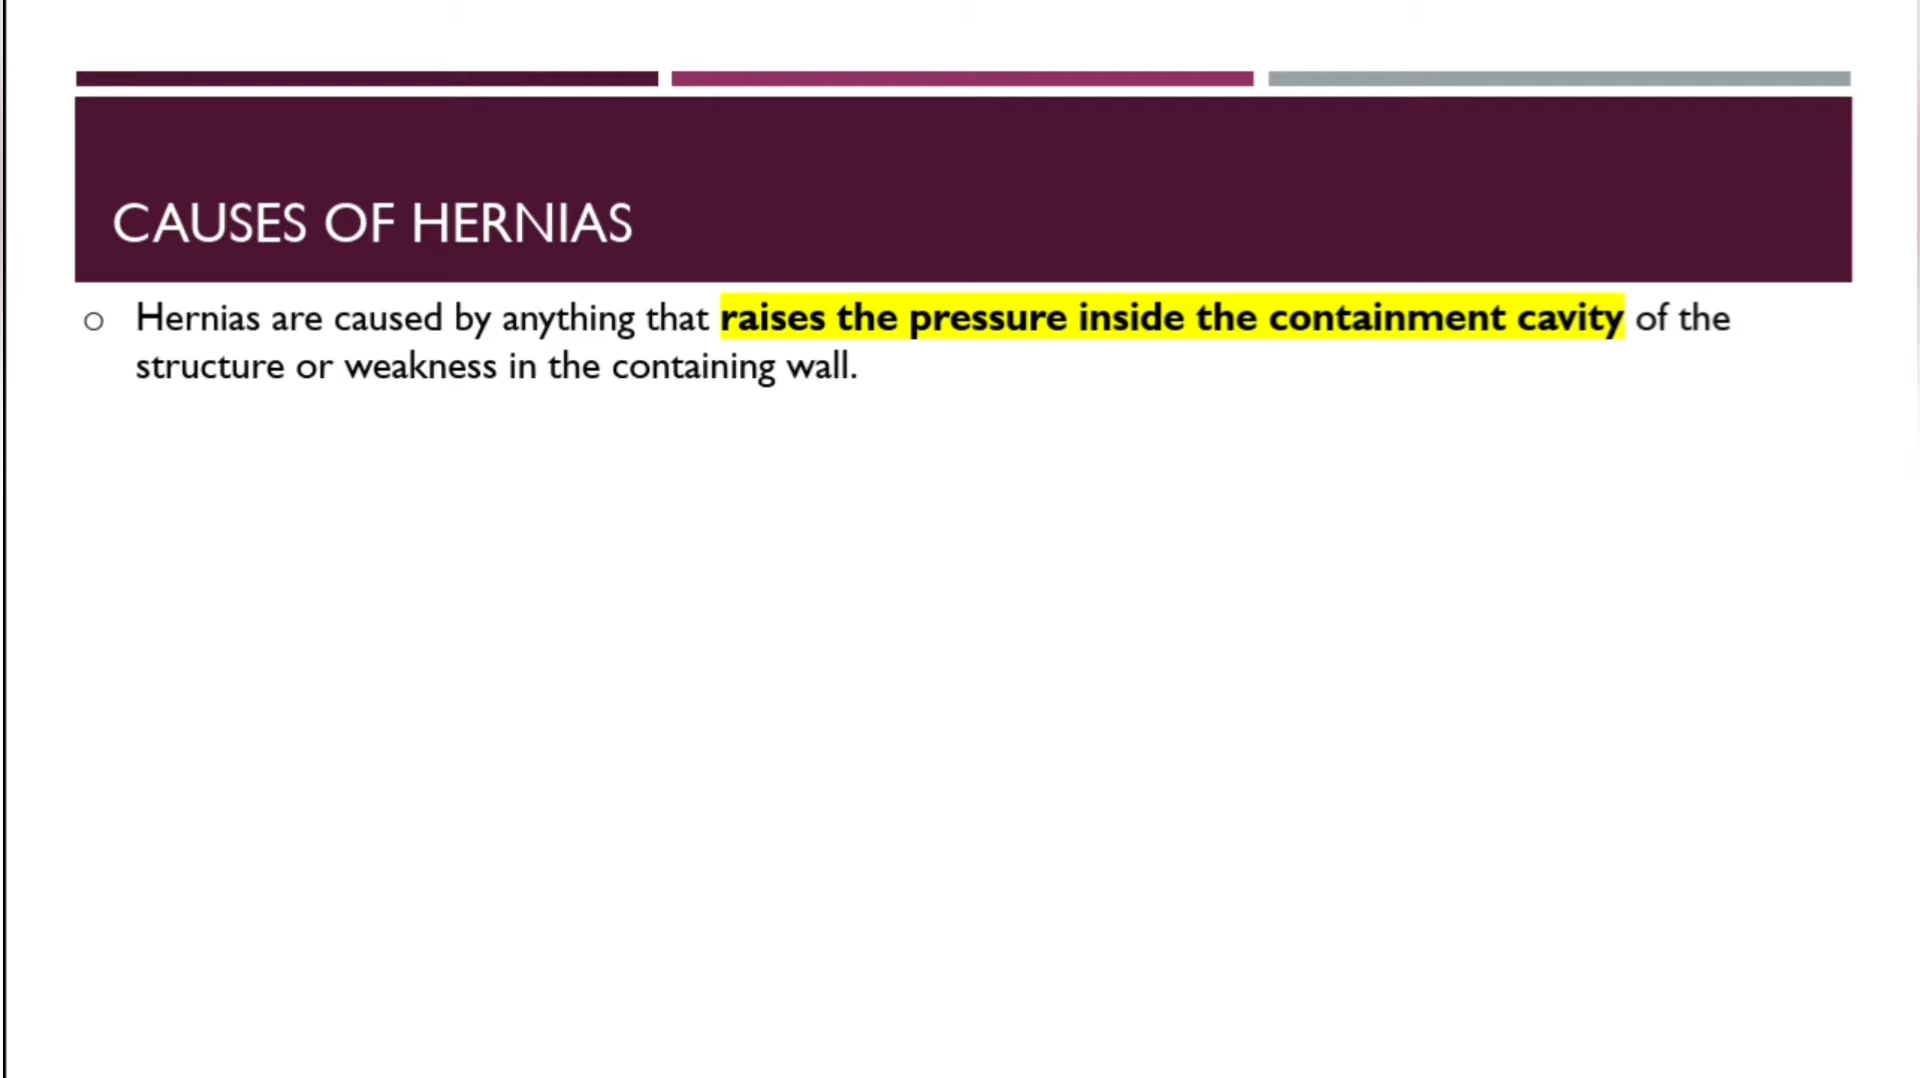 CAUSES OF HERNIAS
○ Hernias are caused by anything that raises the pressure inside the containment cavity of the
structure or weakness in the containing wall.